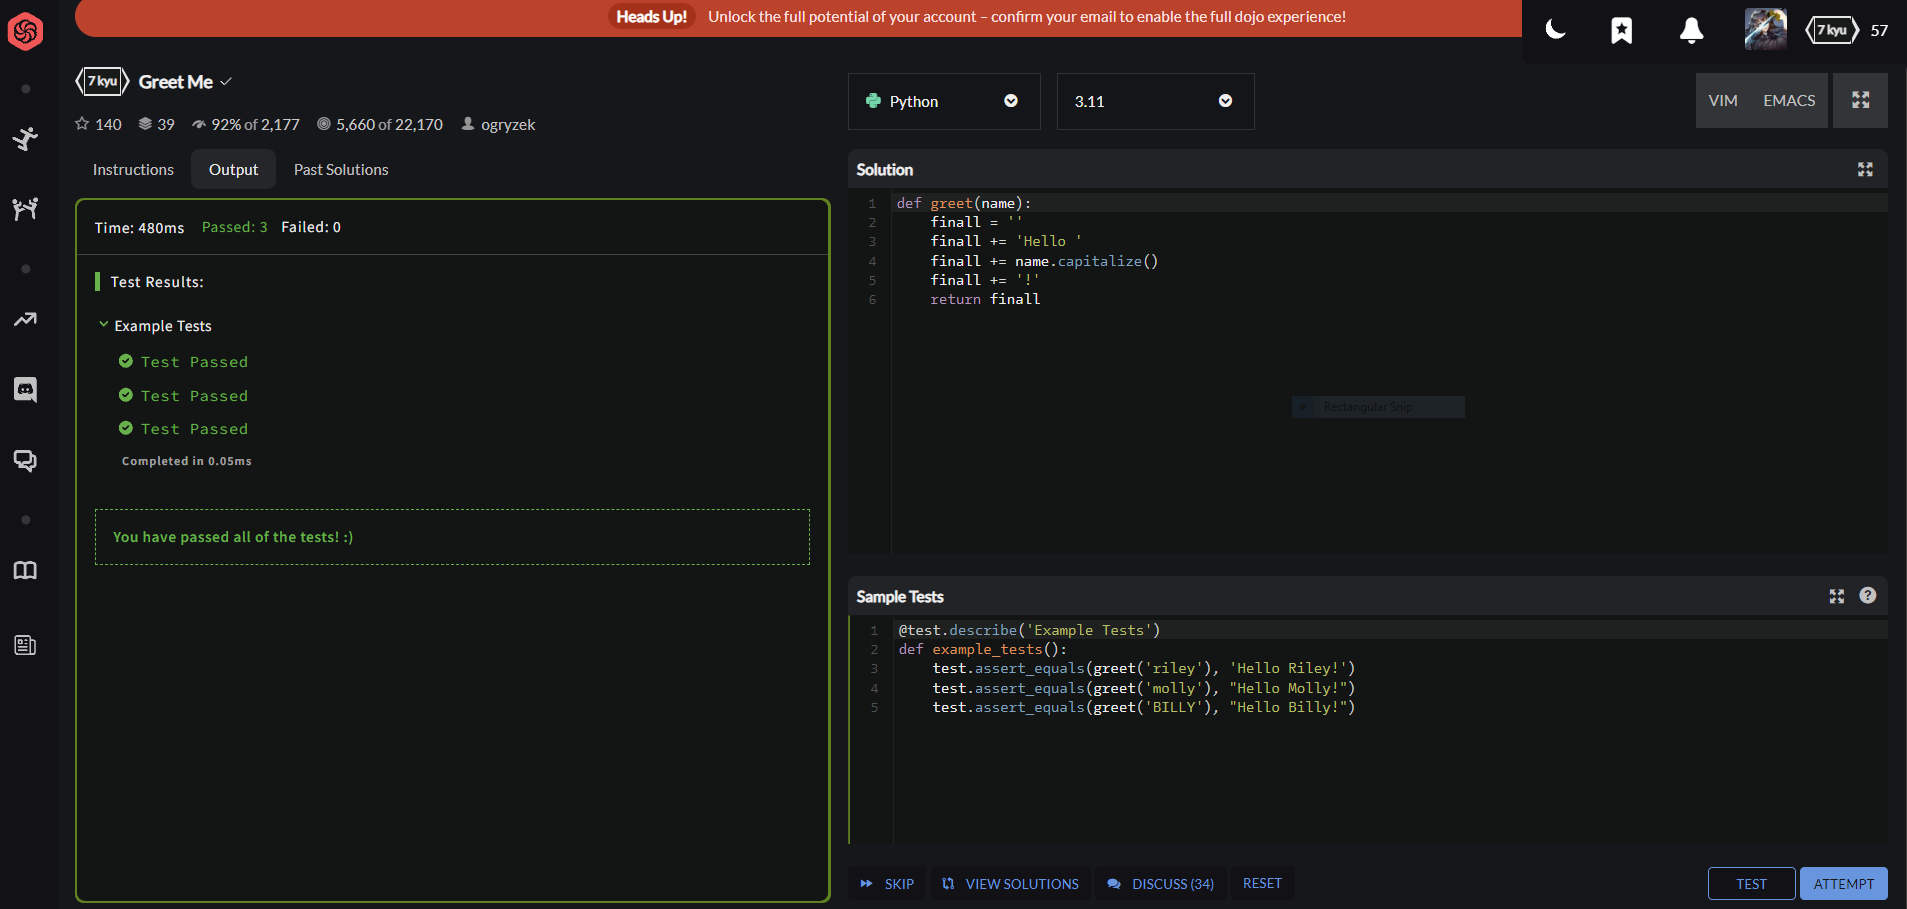 Heads Up! Unlock the full potential of your account – confirm your email to enable the full dojo experience!
7 kyu 57
7 kyu Greet Me
140 39 92% of 2,177 5,660 of 22,170 ogryzek
Instructions Output Past Solutions
Time: 480ms Passed: 3 Failed: 0
Test Results:
Example Tests
Test Passed
Test Passed
Test Passed
Completed in 0.05ms
You have passed all of the tests! :)
Python 3.11 VIM EMACS
Solution
1 def greet(name):
2 finall = ''
3 finall += 'Hello '
4 finall += name.capitalize()
5 finall += '!'
6 return finall
Rectangular Snip
Sample Tests
1 @test.describe('Example Tests')
2 def example_tests():
3 test.assert_equals(greet('riley'), 'Hello Riley!')
4 test.assert_equals(greet('molly'), "Hello Molly!")
5 test.assert_equals(greet('BILLY'), "Hello Billy!")
SKIP VIEW SOLUTIONS DISCUSS (34) RESET TEST ATTEMPT